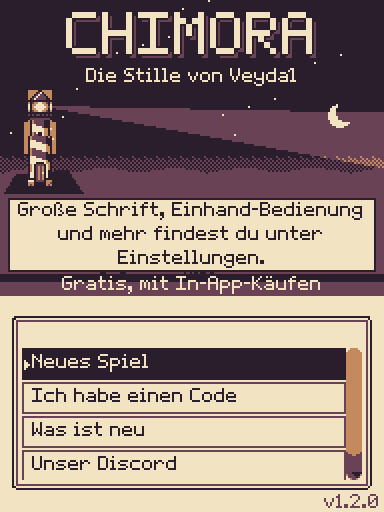 CHIMORA
Die Stille von Veydal
Große Schrift, Einhand-Bedienung
und mehr findest du unter
Einstellungen.
Gratis, mit In-App-Käufen
Neues Spiel
Ich habe einen Code
Was ist neu
Unser Discord
v1.2.0